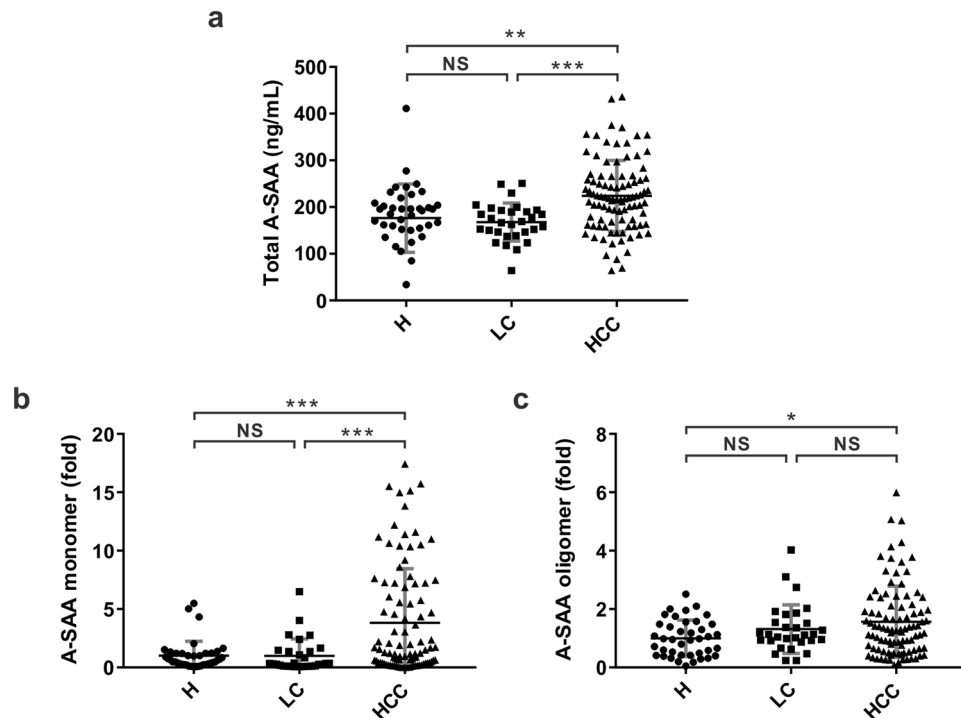 a
**
NS
***
500
400
300
200
100
0
Total A-SAA (ng/mL)
H
LC
HCC
b
***
NS
***
20
15
10
5
0
A-SAA monomer (fold)
H
LC
HCC
c
*
NS
NS
8
6
4
2
0
A-SAA oligomer (fold)
H
LC
HCC